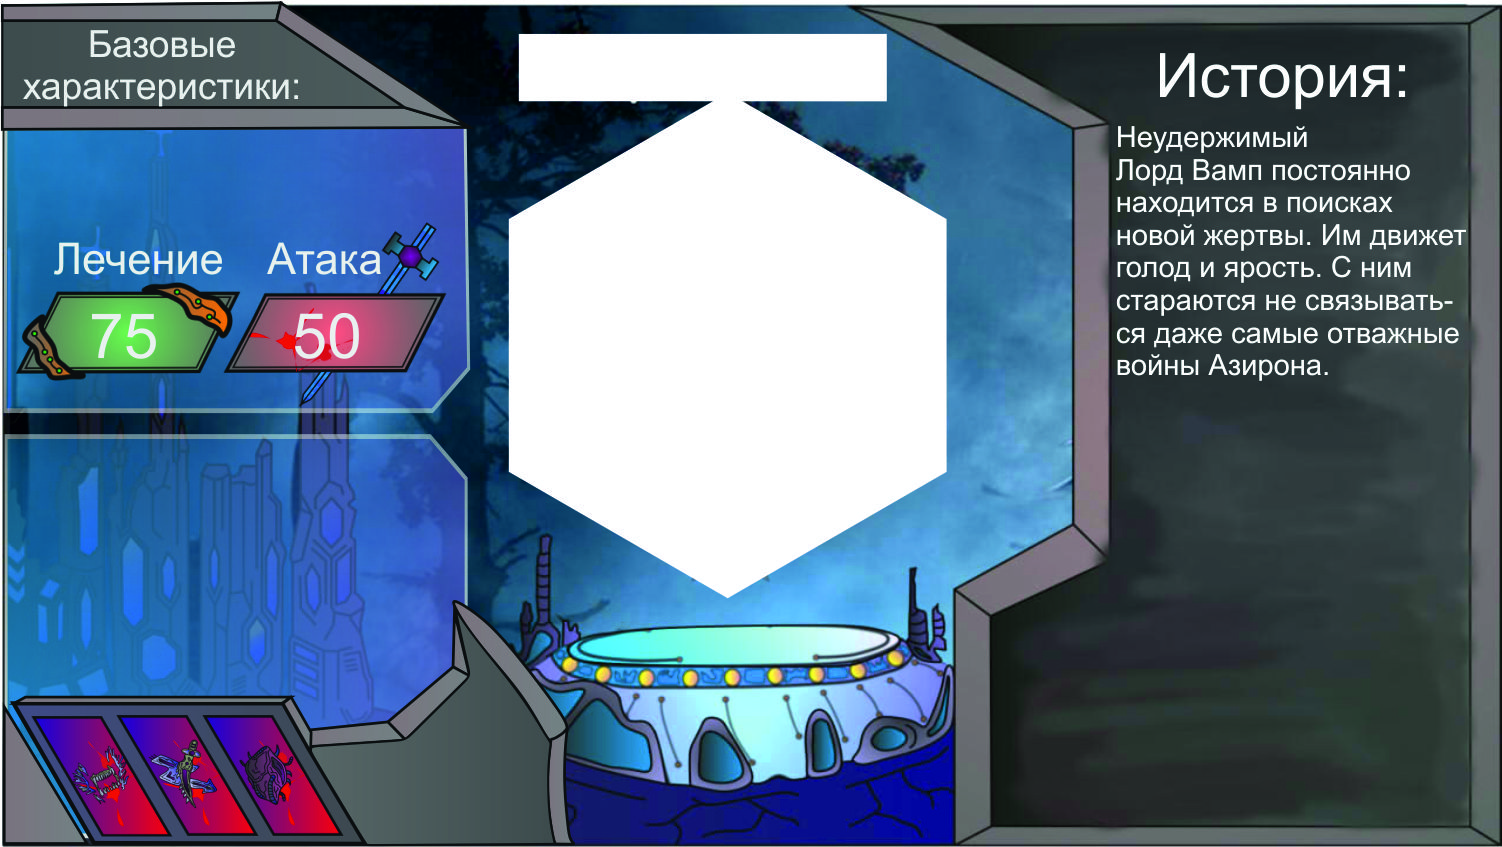 Базовые
характеристики:
Лечение
Атака
75
50
История:
Неудержимый
Лорд Вамп постоянно
находится в поисках
новой жертвы. Им движет
голод и ярость. С ним
стараются не связывать-
ся даже самые отважные
войны Азирона.